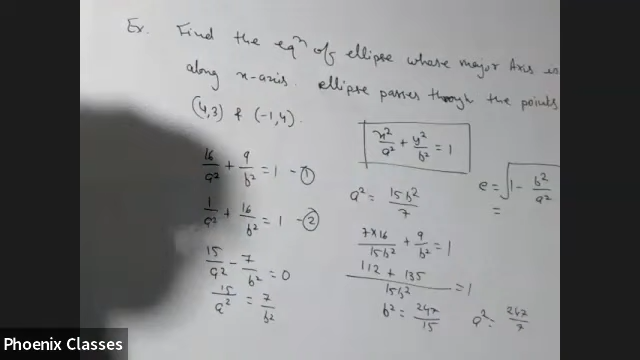 Ex. Find the eqⁿ of ellipse whose major Axis is
along x-axis. ellipse passes through the points
(4,3) & (-1,4).
x²/a² + y²/b² = 1
16/a² + 9/b² = 1 - ①
1/a² + 16/b² = 1 - ②
15/a² - 7/b² = 0
15/a² = 7/b²
a² = 15b²/7
7×16/15b² + 9/b² = 1
112 + 135/15b² = 1
b² = 247/15
a² = 247/7
e = √1 - b²/a²
=
Phoenix Classes